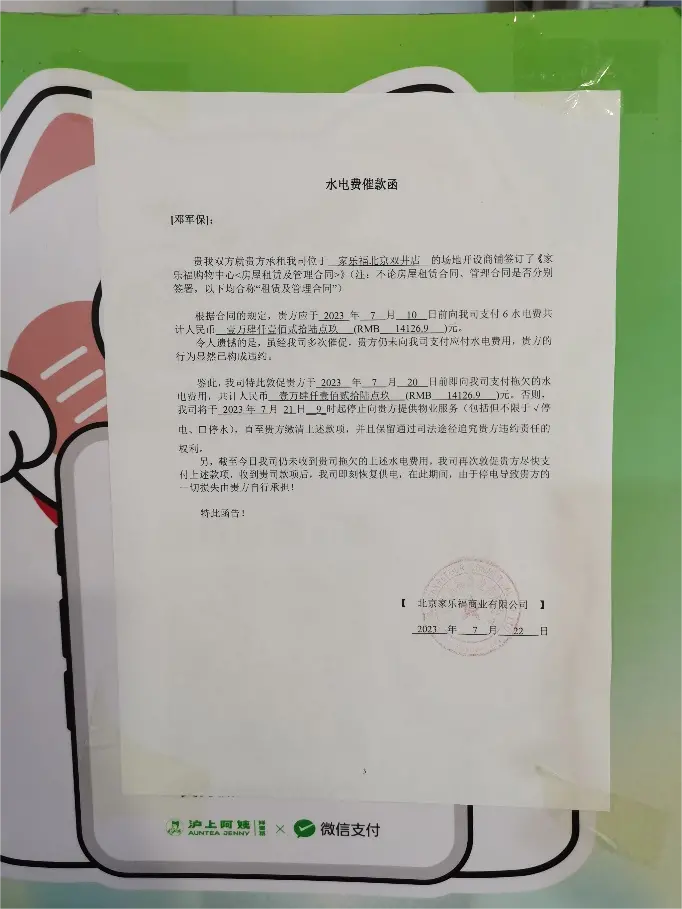 水电费催款函
[邓军保]：
贵我双方就贵方承租我司位于 家乐福北京双井店 的场地开设商铺签订了《家
乐福购物中心<房屋租赁及管理合同>》（注：不论房屋租赁合同、管理合同是否分别
签署，以下均合称“租赁及管理合同”）
根据合同的规定，贵方应于 2023 年 7 月 10 日前向我司支付 6 水电费共
计人民币 壹万肆仟壹佰贰拾陆点玖 (RMB 14126.9 )元。
令人遗憾的是，虽经我司多次催促，贵方仍未向我司支付应付水电费用，贵方的
行为显然已构成违约。
鉴此，我司特此敦促贵方于 2023 年 7 月 20 日前即向我司支付拖欠的水
电费用，共计人民币 壹万肆仟壹佰贰拾陆点玖 (RMB 14126.9 )元。否则，
我司将于 2023 年 7 月 21 日 9 时起停止向贵方提供物业服务（包括但不限于√停
电、口停水），直至贵方缴清上述款项，并且保留通过司法途径追究贵方违约责任的
权利。
另，截至今日我司仍未收到贵司拖欠的上述水电费用，我司再次敦促贵方尽快支
付上述款项，收到贵司款项后，我司即刻恢复供电，在此期间，由于停电导致贵方的
一切损失由贵方自行承担！
特此函告！
【 北京家乐福商业有限公司 】
2023 年 7 月 22 日
3
沪上阿姨 鲜果茶 × 微信支付
AUNTEA JENNY